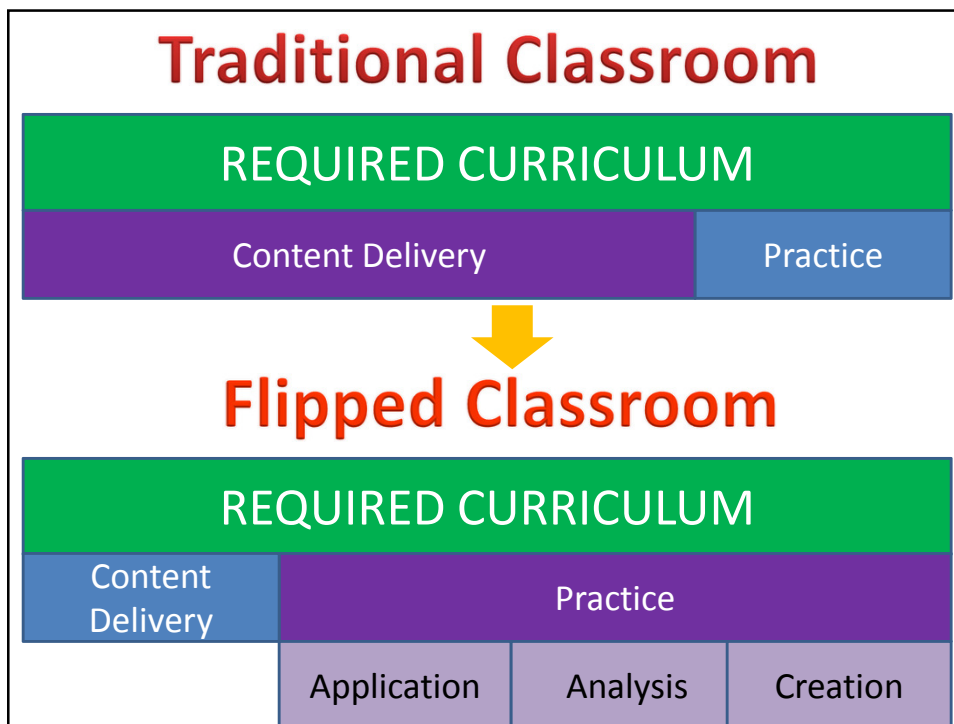 Traditional Classroom
REQUIRED CURRICULUM
Content Delivery
Practice
Flipped Classroom
REQUIRED CURRICULUM
Content
Delivery
Practice
Application
Analysis
Creation